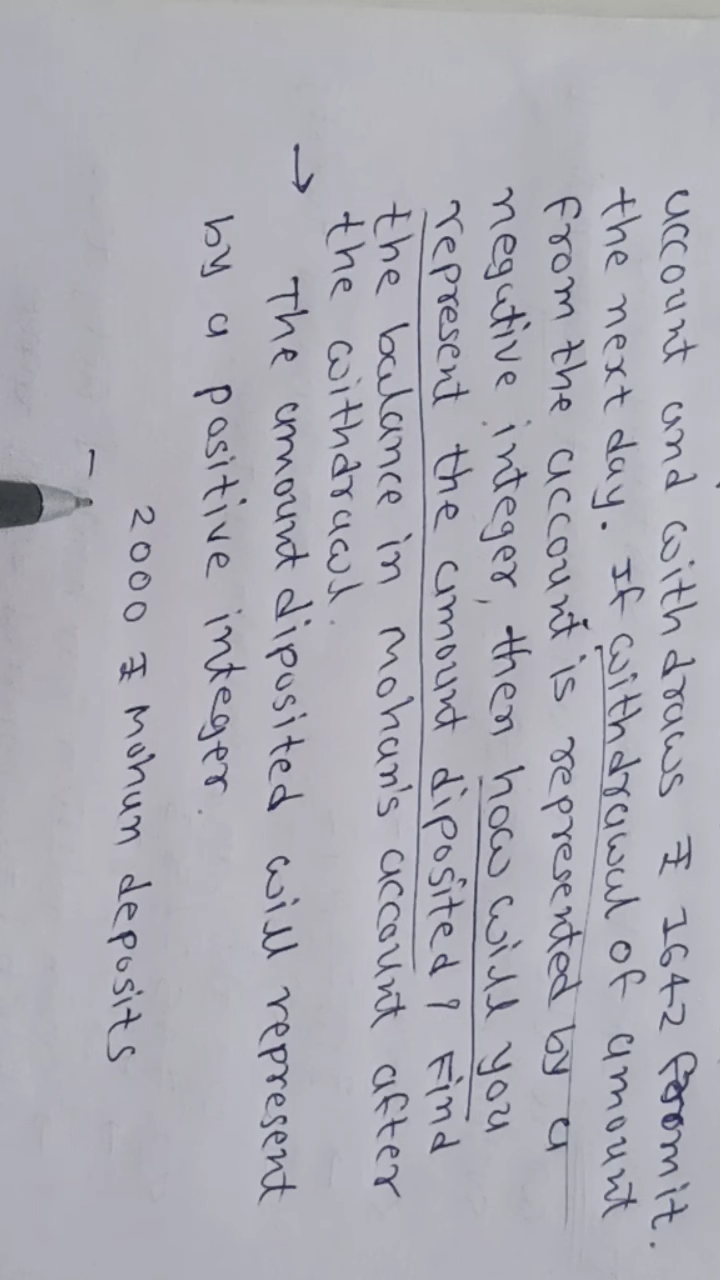 account and withdraws ₹ 1642 from it.
the next day. If withdrawal of amount
from the account is represented by a
negative integer, then how will you
represent the amount diposited? Find
the balance in Mohan's account after
the withdrawl.
→ The amount diposited will represent
by a positive integer.
2000 ₹ Mohan deposits